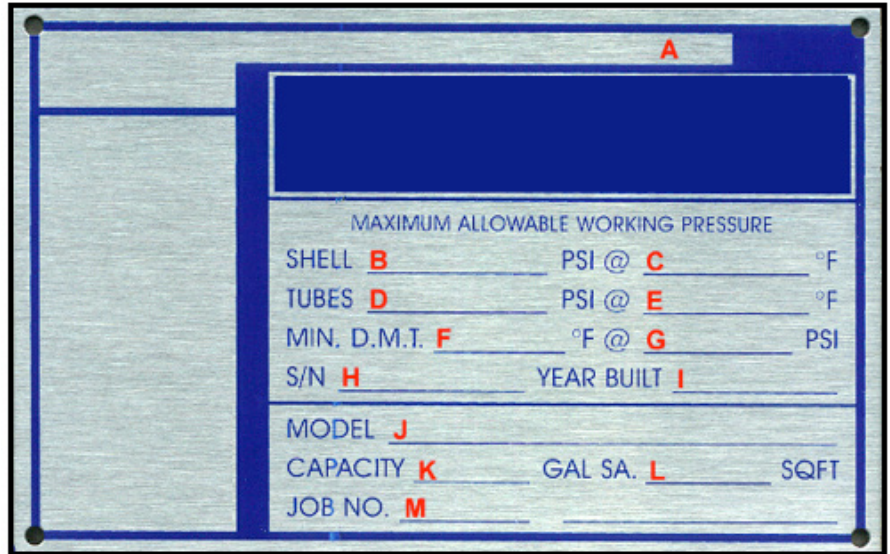 A
MAXIMUM ALLOWABLE WORKING PRESSURE
SHELL B PSI @ C °F
TUBES D PSI @ E °F
MIN. D.M.T. F °F @ G PSI
S/N H YEAR BUILT I
MODEL J
CAPACITY K GAL SA. L SQFT
JOB NO. M